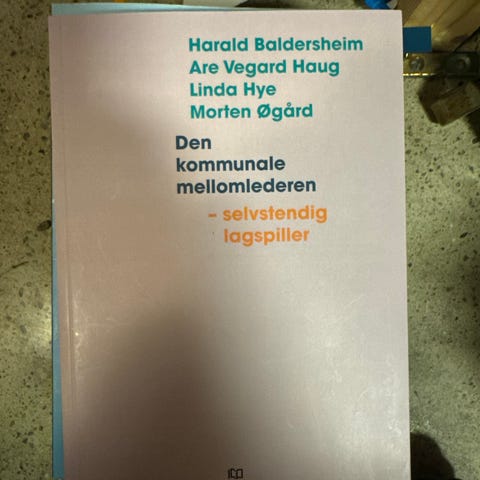 Harald Baldersheim
Are Vegard Haug
Linda Hye
Morten Øgård
Den
kommunale
mellomlederen
– selvstendig
lagspiller